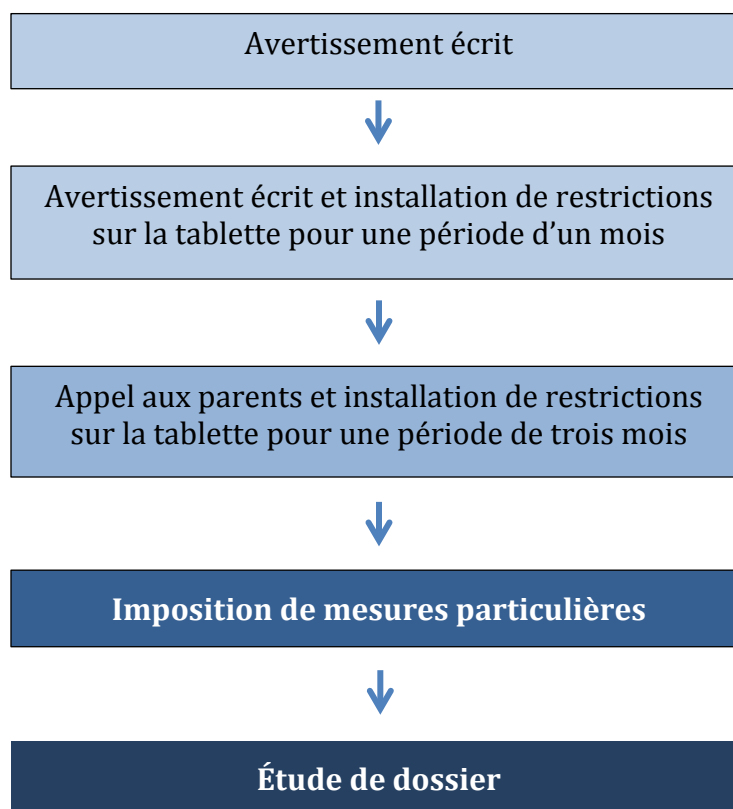 Avertissement écrit
Avertissement écrit et installation de restrictions
sur la tablette pour une période d’un mois
Appel aux parents et installation de restrictions
sur la tablette pour une période de trois mois
Imposition de mesures particulières
Étude de dossier